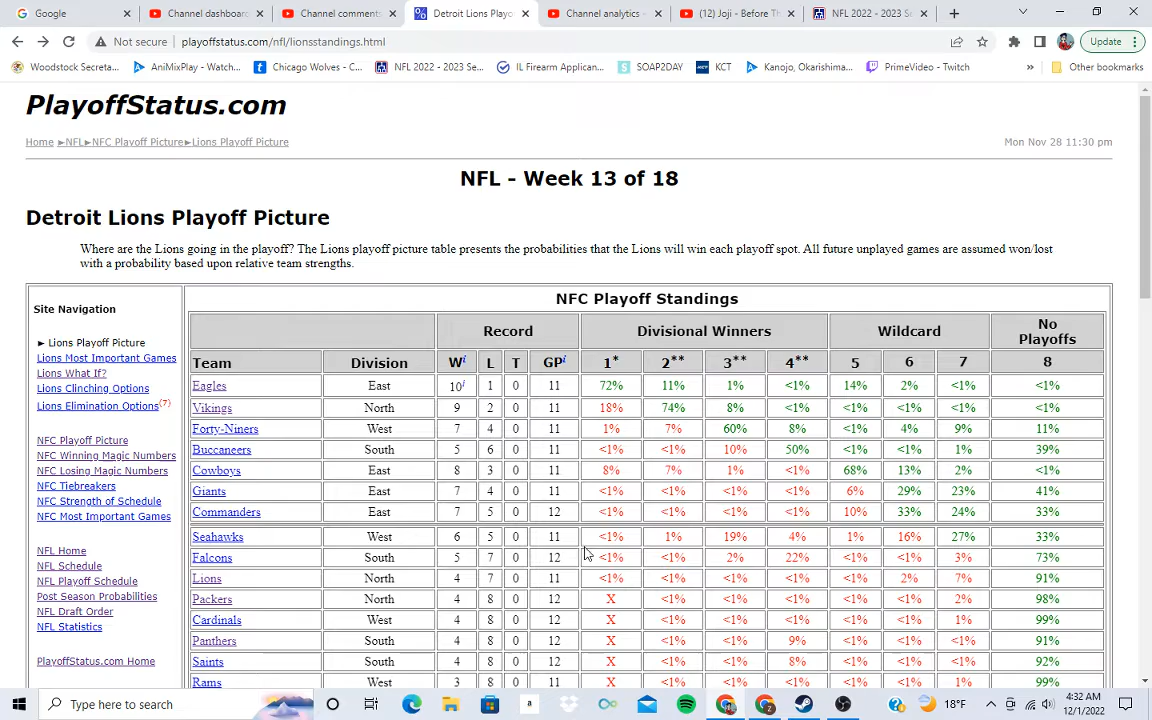 Google
Channel dashboard
Channel comments
Detroit Lions Playo
Channel analytics -
(12) Joji - Before Th
NFL 2022 - 2023 Se
Not secure | playoffstatus.com/nfl/lionsstandings.html
Update
Woodstock Secreta...
AniMixPlay - Watch...
Chicago Wolves - C...
NFL 2022 - 2023 Se...
IL Firearm Applican...
SOAP2DAY
KCT
Kanojo, Okarishima...
PrimeVideo - Twitch
»
Other bookmarks
PlayoffStatus.com
Home ►NFL►NFC Playoff Picture►Lions Playoff Picture
Mon Nov 28 11:30 pm
NFL - Week 13 of 18
Detroit Lions Playoff Picture
Where are the Lions going in the playoff? The Lions playoff picture table presents the probabilities that the Lions will win each playoff spot. All future unplayed games are assumed won/lost
with a probability based upon relative team strengths.
Site Navigation
► Lions Playoff Picture
Lions Most Important Games
Lions What If?
Lions Clinching Options
Lions Elimination Options(7)
NFC Playoff Picture
NFC Winning Magic Numbers
NFC Losing Magic Numbers
NFC Tiebreakers
NFC Strength of Schedule
NFC Most Important Games
NFL Home
NFL Schedule
NFL Playoff Schedule
Post Season Probabilities
NFL Draft Order
NFL Statistics
PlayoffStatus.com Home
NFC Playoff Standings
Record Divisional Winners Wildcard No Playoffs
Team Division Wi L T GPi 1* 2** 3** 4** 5 6 7 8
Eagles East 10i 1 0 11 72% 11% 1% <1% 14% 2% <1% <1%
Vikings North 9 2 0 11 18% 74% 8% <1% <1% <1% <1% <1%
Forty-Niners West 7 4 0 11 1% 7% 60% 8% <1% 4% 9% 11%
Buccaneers South 5 6 0 11 <1% <1% 10% 50% <1% <1% 1% 39%
Cowboys East 8 3 0 11 8% 7% 1% <1% 68% 13% 2% <1%
Giants East 7 4 0 11 <1% <1% <1% <1% 6% 29% 23% 41%
Commanders East 7 5 0 12 <1% <1% <1% <1% 10% 33% 24% 33%
Seahawks West 6 5 0 11 <1% 1% 19% 4% 1% 16% 27% 33%
Falcons South 5 7 0 12 <1% <1% 2% 22% <1% <1% 3% 73%
Lions North 4 7 0 11 <1% <1% <1% <1% <1% 2% 7% 91%
Packers North 4 8 0 12 X <1% <1% <1% <1% <1% 2% 98%
Cardinals West 4 8 0 12 X <1% <1% <1% <1% <1% 1% 99%
Panthers South 4 8 0 12 X <1% <1% 9% <1% <1% <1% 91%
Saints South 4 8 0 12 X <1% <1% 8% <1% <1% <1% 92%
Rams West 3 8 0 11 X <1% <1% <1% <1% <1% 1% 99%
Type here to search
a
18°F
4:32 AM
12/1/2022